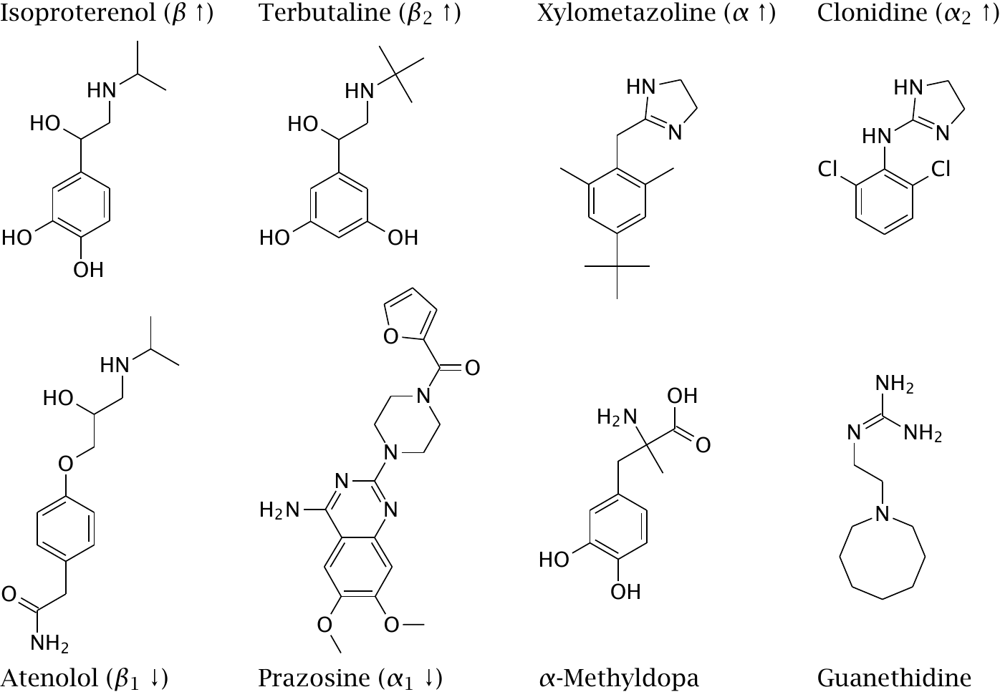 Isoproterenol (β ↑) Terbutaline (β₂ ↑) Xylometazoline (α ↑) Clonidine (α₂ ↑)
HN HN HN HN
HO HO N HN N
Cl Cl
HO HO OH
OH
O
HN O
HO N OH
H₂N NH₂
O N O N NH₂
N
H₂N N N
HO
O OH
O O
NH₂
Atenolol (β₁ ↓) Prazosine (α₁ ↓) α-Methyldopa Guanethidine